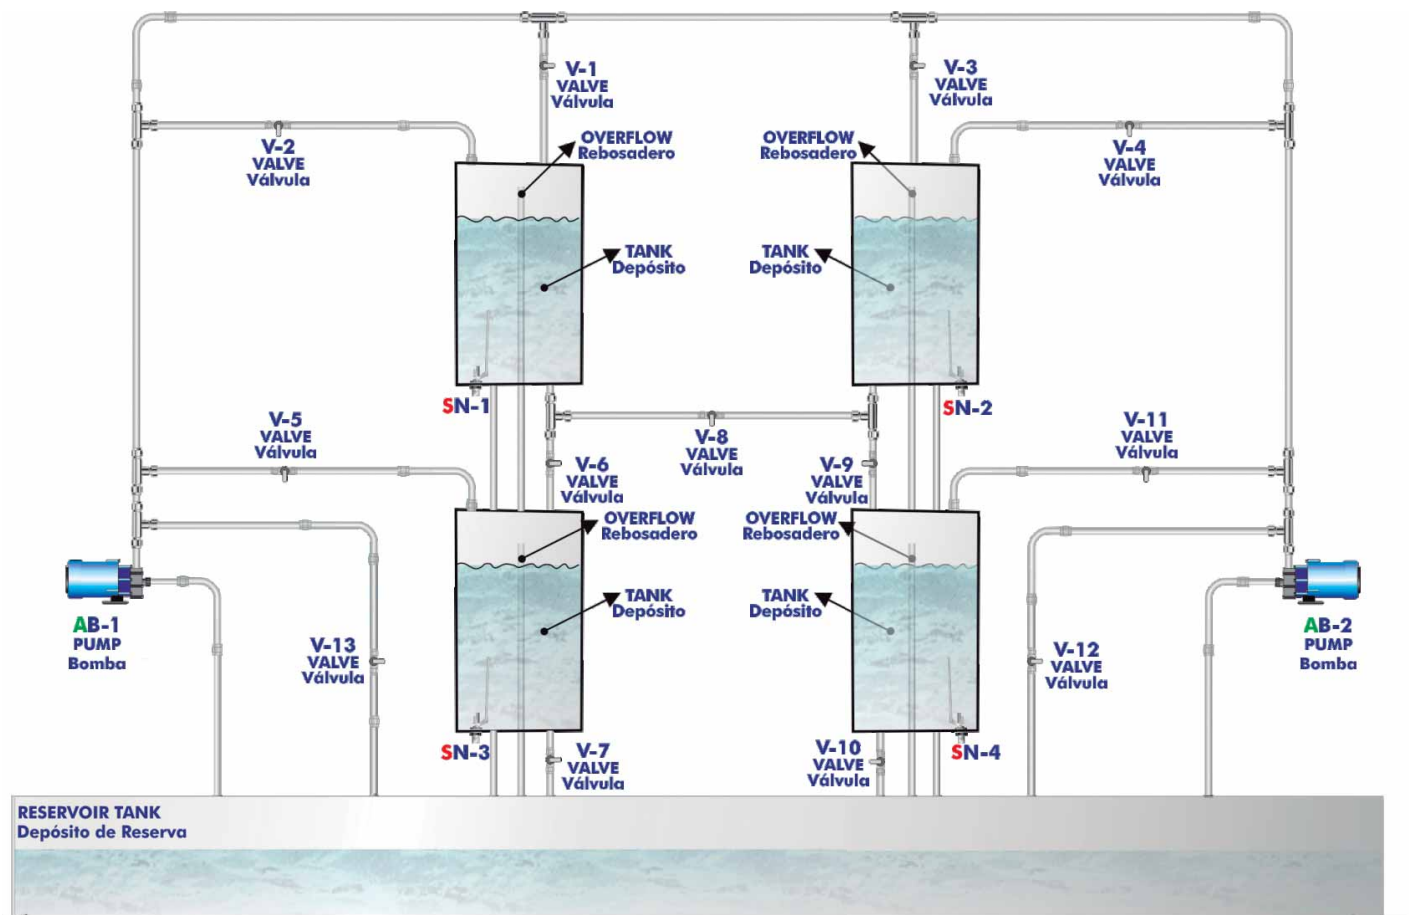 V-1
VALVE
Válvula
V-3
VALVE
Válvula
V-2
VALVE
Válvula
OVERFLOW
Rebosadero
OVERFLOW
Rebosadero
V-4
VALVE
Válvula
TANK
Depósito
TANK
Depósito
SN-1
SN-2
V-5
VALVE
Válvula
V-8
VALVE
Válvula
V-11
VALVE
Válvula
V-6
VALVE
Válvula
V-9
VALVE
Válvula
OVERFLOW
Rebosadero
OVERFLOW
Rebosadero
TANK
Depósito
TANK
Depósito
AB-1
PUMP
Bomba
V-13
VALVE
Válvula
V-12
VALVE
Válvula
AB-2
PUMP
Bomba
SN-3
V-7
VALVE
Válvula
V-10
VALVE
Válvula
SN-4
RESERVOIR TANK
Depósito de Reserva